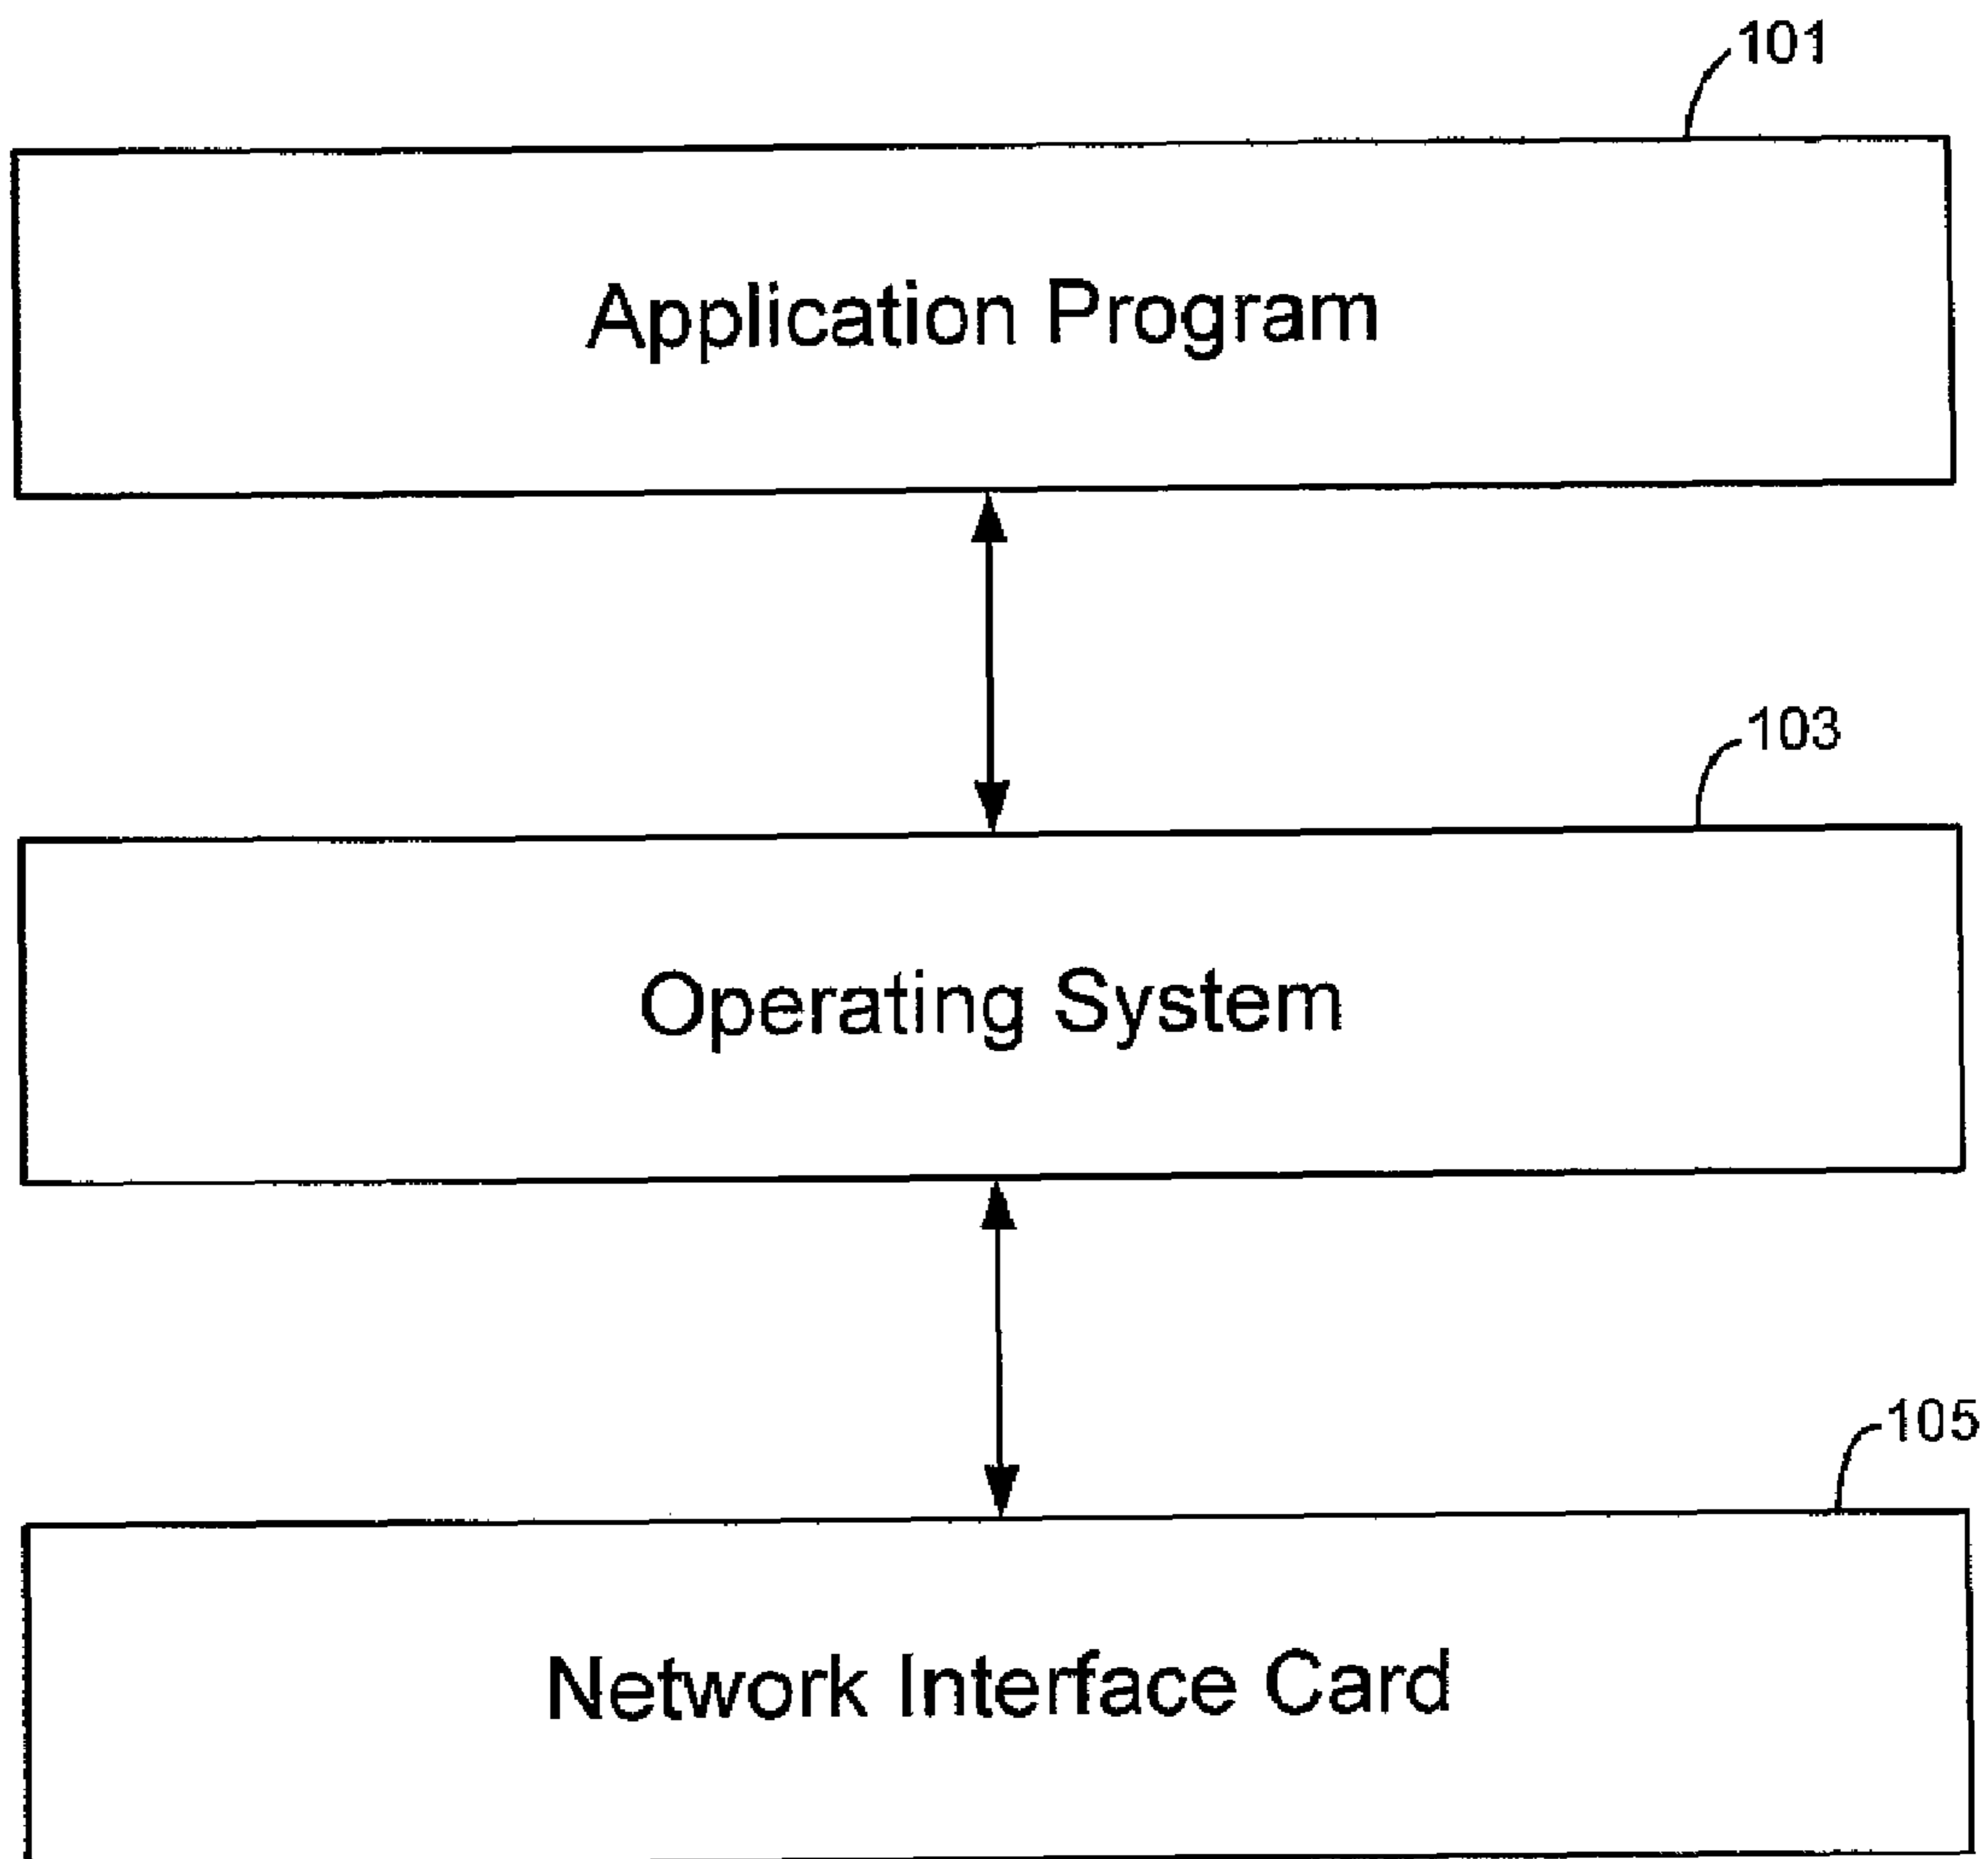 101
Application Program
103
Operating System
105
Network Interface Card